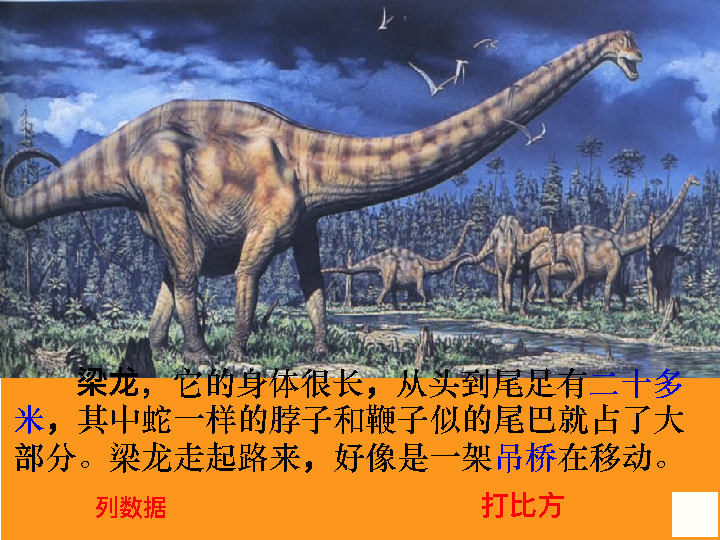 梁龙，它的身体很长，从头到尾足有二十多
米，其中蛇一样的脖子和鞭子似的尾巴就占了大
部分。梁龙走起路来，好像是一架吊桥在移动。
列数据 打比方